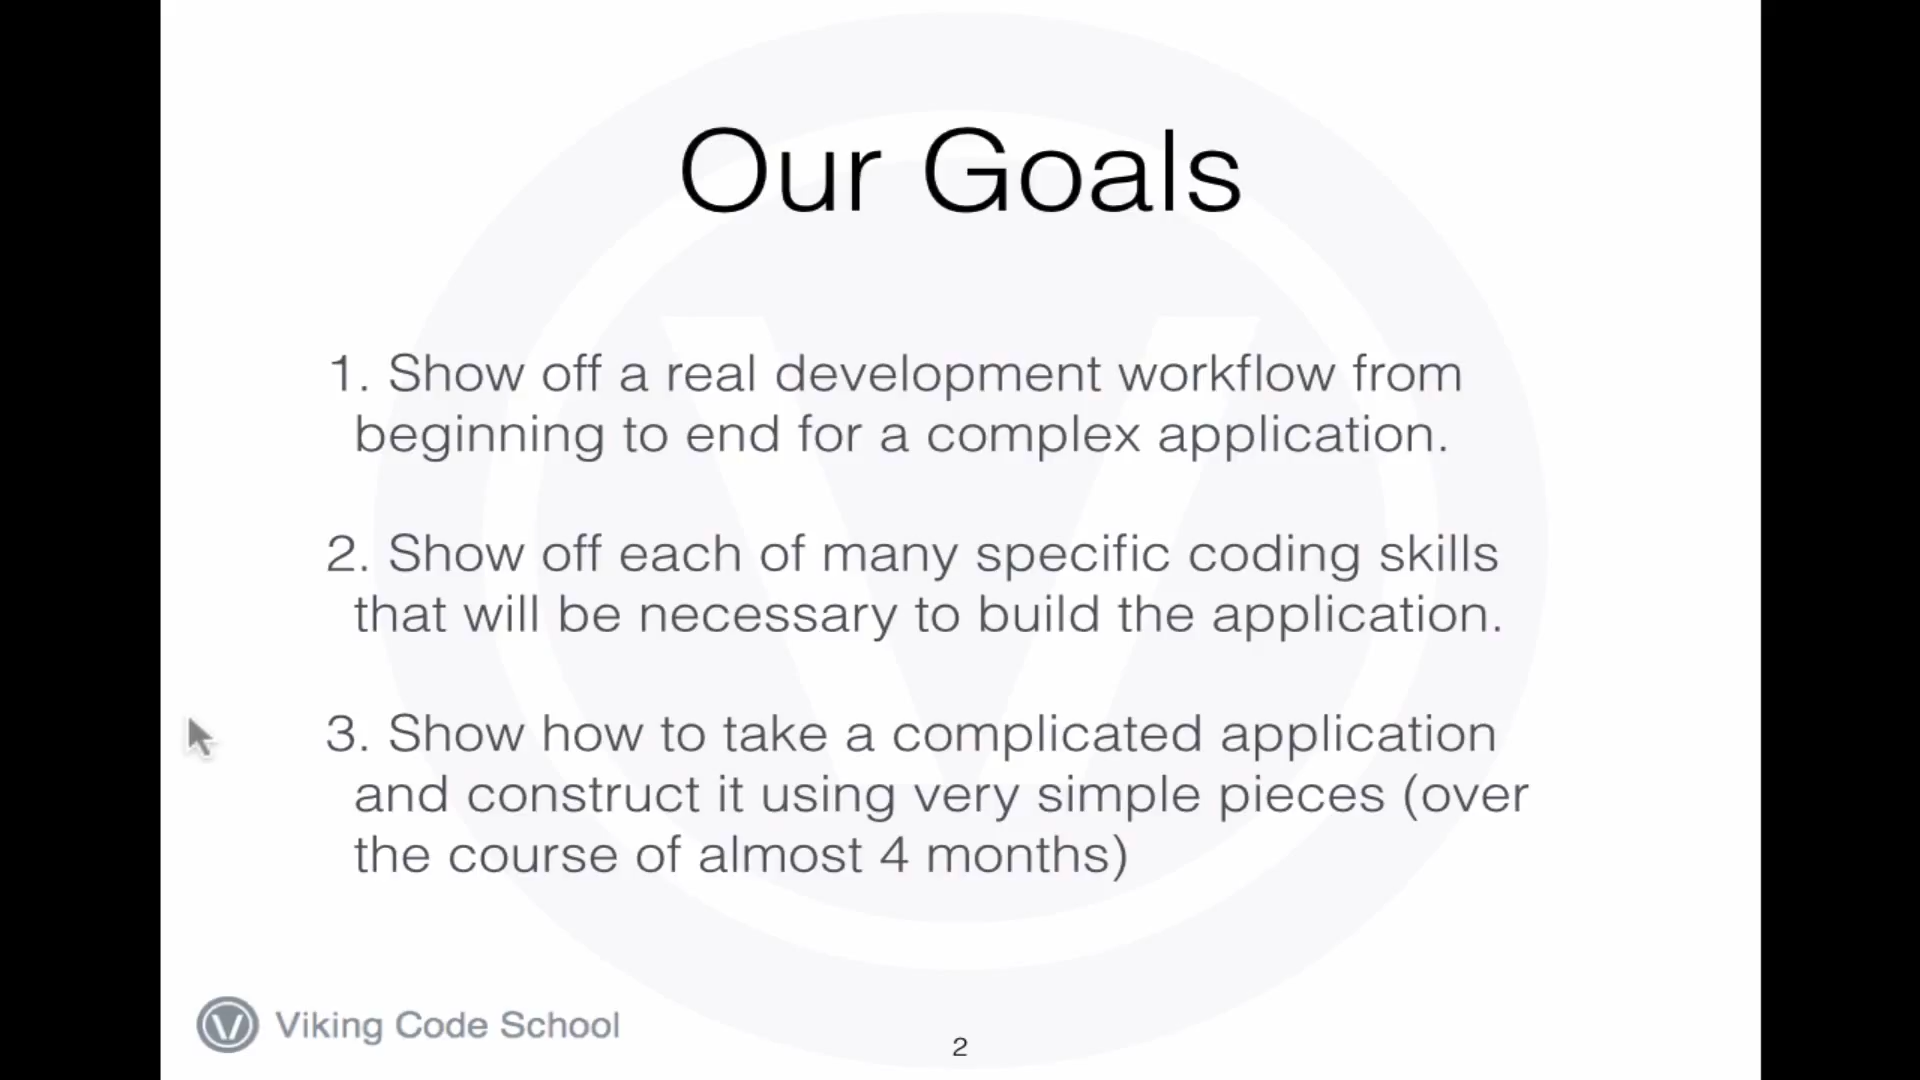 Our Goals
1. Show off a real development workflow from
beginning to end for a complex application.
2. Show off each of many specific coding skills
that will be necessary to build the application.
3. Show how to take a complicated application
and construct it using very simple pieces (over
the course of almost 4 months)
V Viking Code School
2